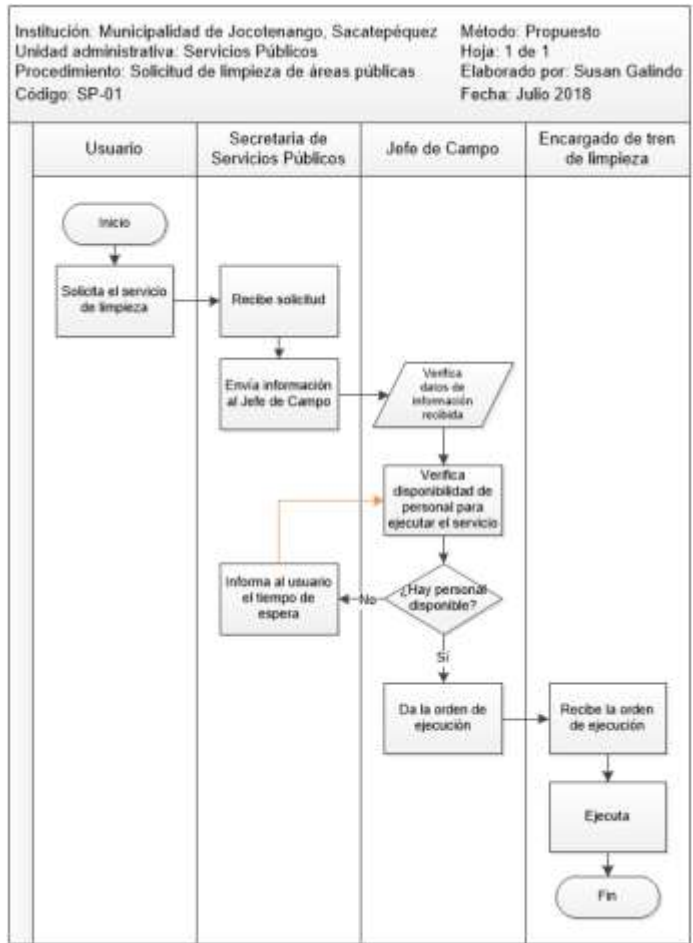 Institución: Municipalidad de Jocotenango, Sacatepéquez
Unidad administrativa: Servicios Públicos
Procedimiento: Solicitud de limpieza de áreas públicas
Código: SP-01
Método: Propuesto
Hoja: 1 de 1
Elaborado por: Susan Galindo
Fecha: Julio 2018
Usuario
Secretaria de
Servicios Públicos
Jefe de Campo
Encargado de tren
de limpieza
Inicio
Solicita el servicio
de limpieza
Recibe solicitud
Envía información
al Jefe de Campo
Verifica
datos de
información
recibida
Verifica
disponibilidad de
personal para
ejecutar el servicio
Informa al usuario
el tiempo de
espera
No
¿Hay personal
disponible?
Sí
Da la orden de
ejecución
Recibe la orden
de ejecución
Ejecuta
Fin